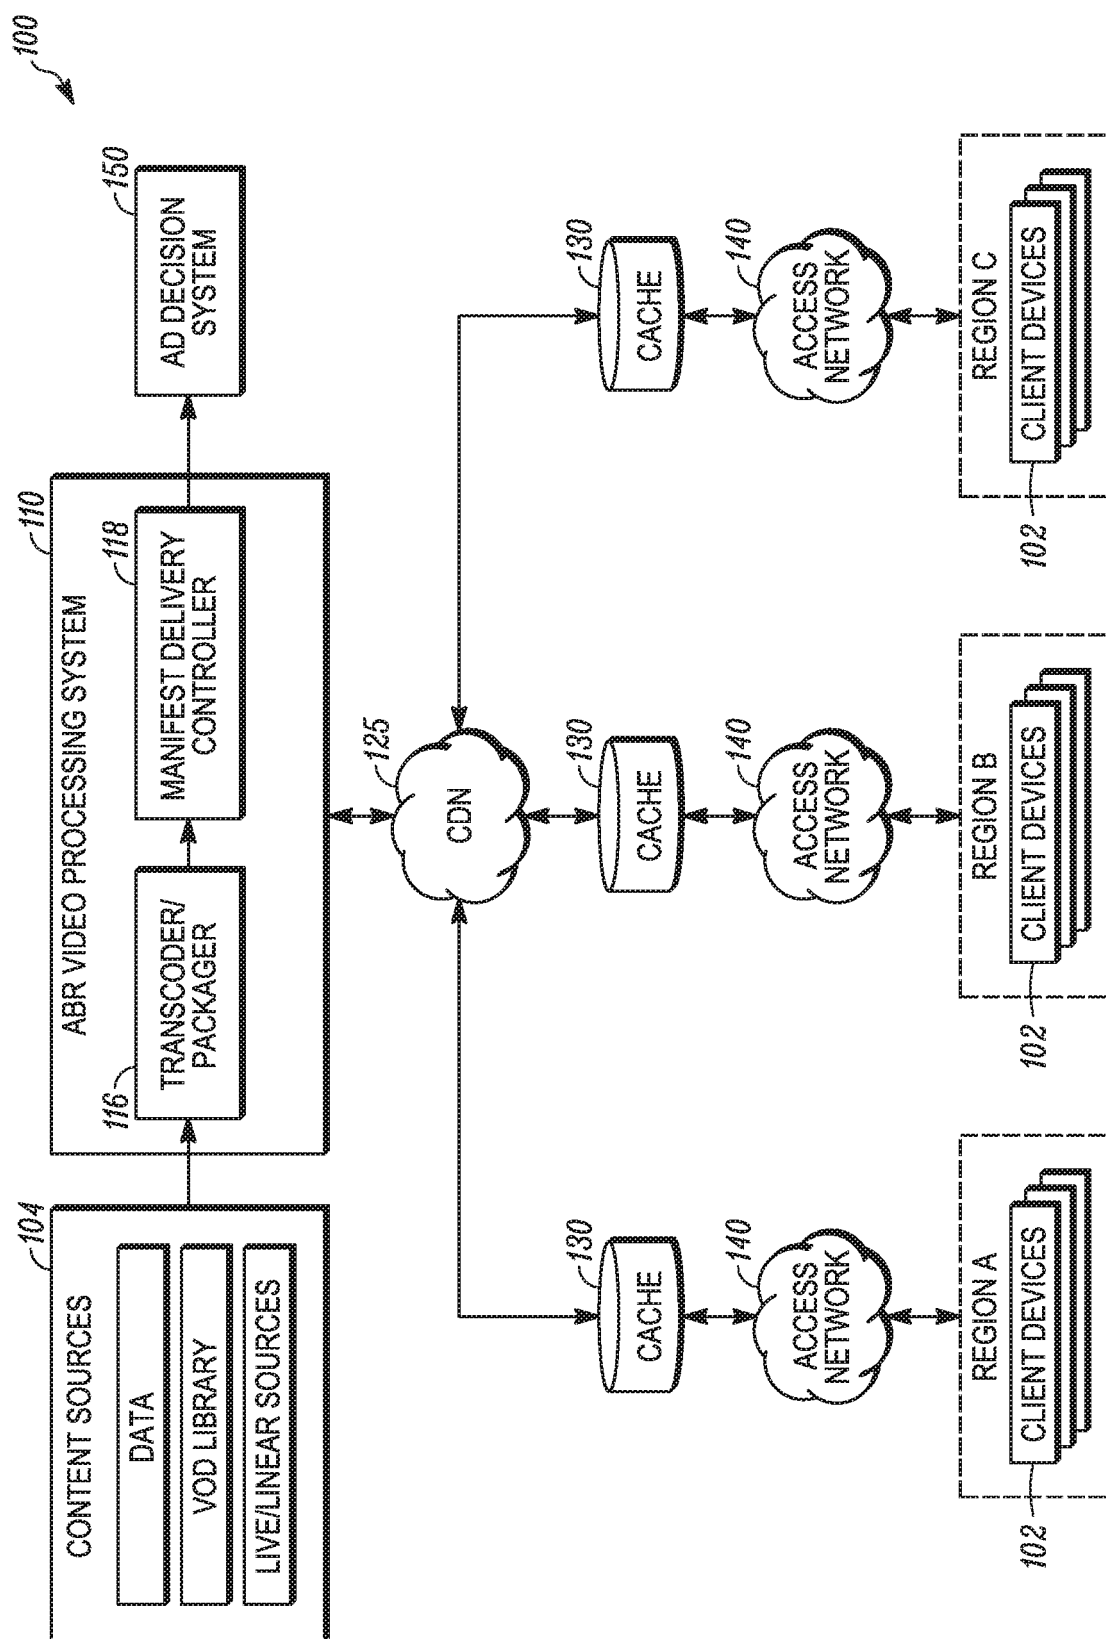 100
CONTENT SOURCES
104
DATA
VOD LIBRARY
LIVE/LINEAR SOURCES
ABR VIDEO PROCESSING SYSTEM
110
116
TRANSCODER/
PACKAGER
118
MANIFEST DELIVERY
CONTROLLER
150
AD DECISION
SYSTEM
125
CDN
130
CACHE
130
CACHE
130
CACHE
140
ACCESS
NETWORK
140
ACCESS
NETWORK
140
ACCESS
NETWORK
REGION A
CLIENT DEVICES
102
REGION B
CLIENT DEVICES
102
REGION C
CLIENT DEVICES
102